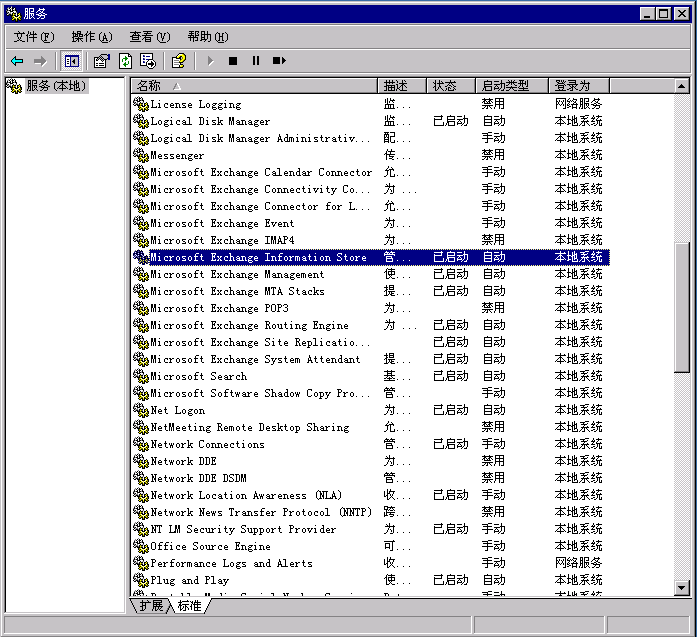 服务
文件(F) 操作(A) 查看(V) 帮助(H)
服务(本地)
名称 描述 状态 启动类型 登录为
License Logging 监... 禁用 网络服务
Logical Disk Manager 监... 已启动 自动 本地系统
Logical Disk Manager Administrativ... 配... 手动 本地系统
Messenger 传... 禁用 本地系统
Microsoft Exchange Calendar Connector 允... 手动 本地系统
Microsoft Exchange Connectivity Co... 为 ... 手动 本地系统
Microsoft Exchange Connector for L... 允... 手动 本地系统
Microsoft Exchange Event 为... 手动 本地系统
Microsoft Exchange IMAP4 为... 禁用 本地系统
Microsoft Exchange Information Store 管... 已启动 自动 本地系统
Microsoft Exchange Management 使... 已启动 自动 本地系统
Microsoft Exchange MTA Stacks 提... 已启动 自动 本地系统
Microsoft Exchange POP3 为... 禁用 本地系统
Microsoft Exchange Routing Engine 为 ... 已启动 自动 本地系统
Microsoft Exchange Site Replicatio... 已启动 自动 本地系统
Microsoft Exchange System Attendant 提... 已启动 自动 本地系统
Microsoft Search 基... 已启动 自动 本地系统
Microsoft Software Shadow Copy Pro... 管... 手动 本地系统
Net Logon 为... 已启动 自动 本地系统
NetMeeting Remote Desktop Sharing 允... 禁用 本地系统
Network Connections 管... 已启动 手动 本地系统
Network DDE 为... 禁用 本地系统
Network DDE DSDM 管... 禁用 本地系统
Network Location Awareness (NLA) 收... 已启动 手动 本地系统
Network News Transfer Protocol (NNTP) 跨... 禁用 本地系统
NT LM Security Support Provider 为... 已启动 手动 本地系统
Office Source Engine 可... 手动 本地系统
Performance Logs and Alerts 收... 手动 网络服务
Plug and Play 使... 已启动 自动 本地系统
扩展 标准